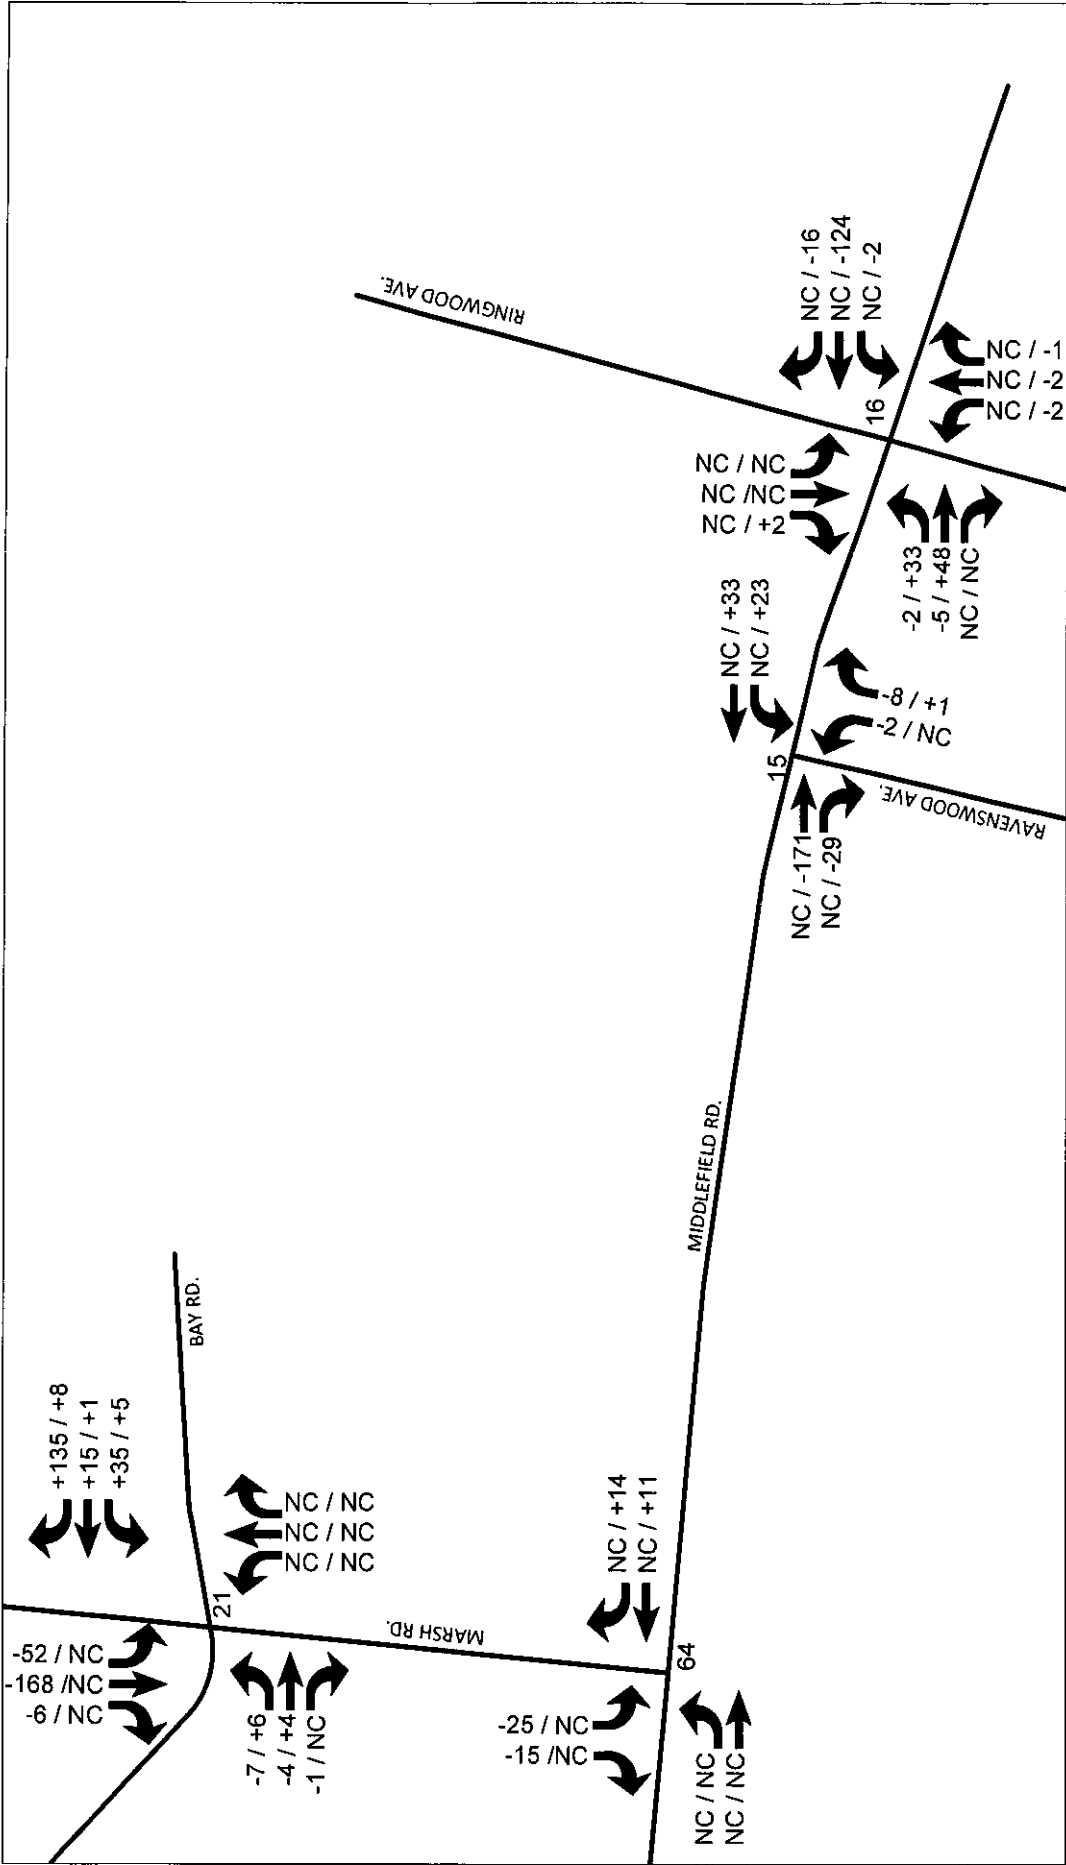 RINGWOOD AVE.
NC / -16
NC / -124
NC / -2
16
NC / -1
NC / -2
NC / -2
NC / NC
NC /NC
NC / +2
-2 / +33
-5 / +48
NC / NC
NC / +33
NC / +23
15
-8 / +1
-2 / NC
RAVENSWOOD AVE.
NC / -171
NC / -29
MIDDLEFIELD RD.
BAY RD.
+135 / +8
+15 / +1
+35 / +5
NC / NC
NC / NC
NC / NC
21
-52 / NC
-168 /NC
-6 / NC
MARSH RD.
-7 / +6
-4 / +4
-1 / NC
NC / +14
NC / +11
64
-25 / NC
-15 /NC
NC / NC
NC / NC